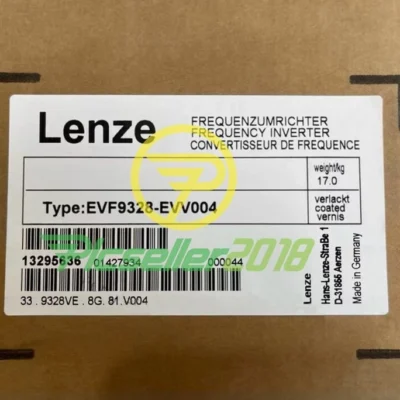 Lenze
FREQUENZUMRICHTER
FREQUENCY INVERTER
CONVERTISSEUR DE FREQUENCE
weight/kg
17.0
Type:EVF9328-EVV004
verlackt
coated
vernis
Plcseller2018
13295636 01427934 000044
33 . 9328VE . 8G. 81.V004
Lenze
Hans-Lenze-Straße 1
D-31855 Aerzen
Made in Germany